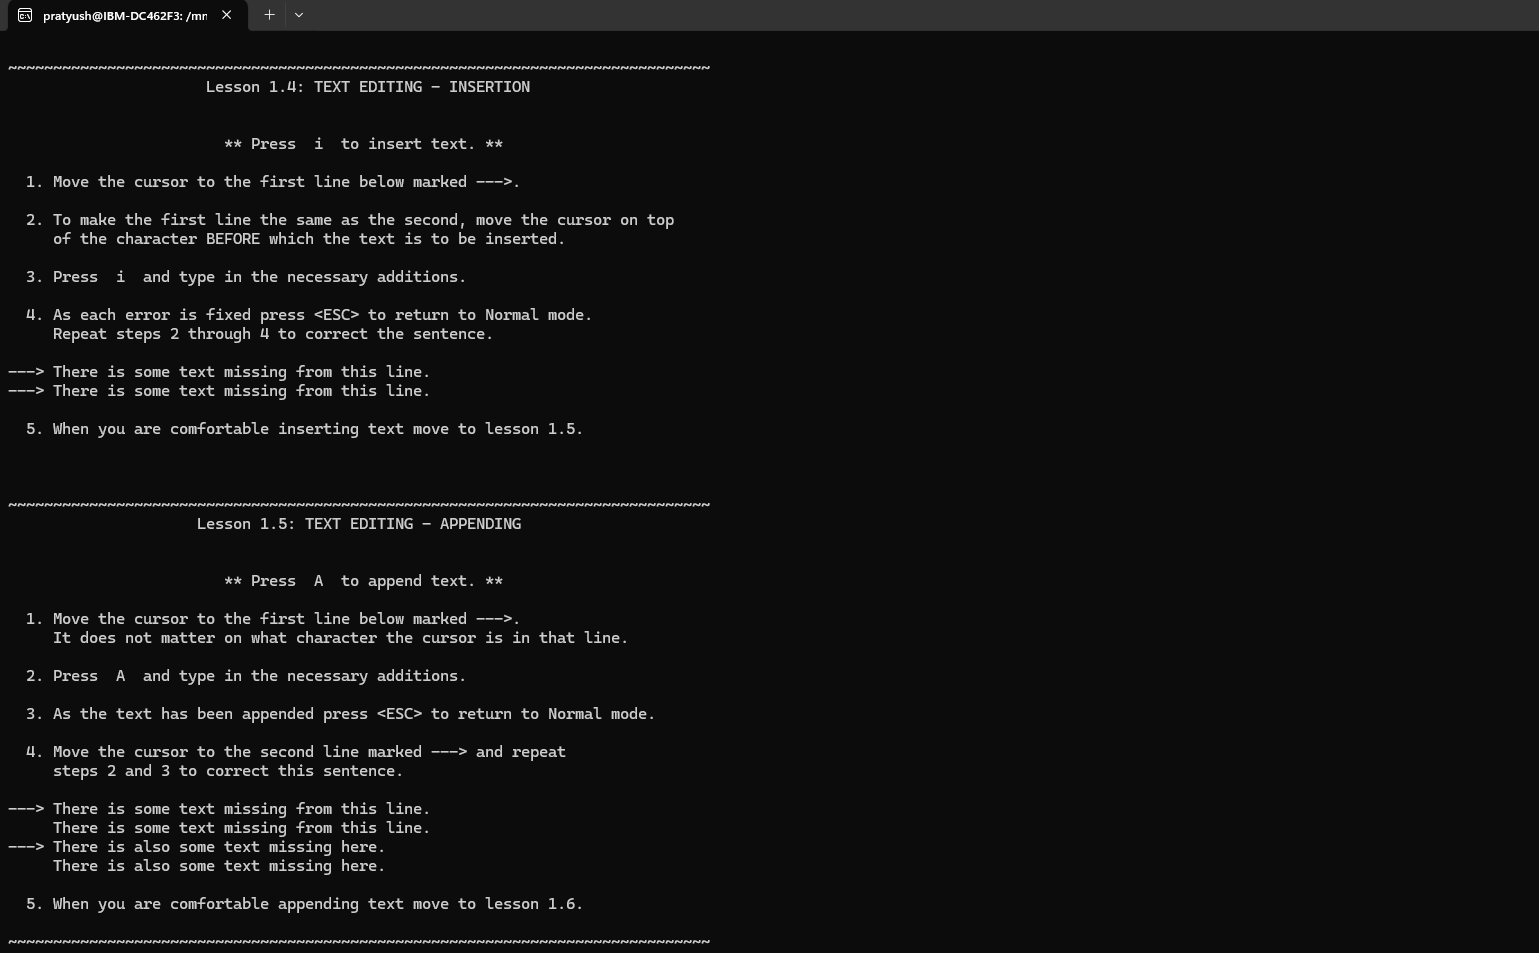 pratyush@IBM-DC462F3: /mr
~~~~~~~~~~~~~~~~~~~~~~~~~~~~~~~~~~~~~~~~~~~~~~~~~~~~~~~~~~~~~~~~~~~~~~~~~~~~~~
Lesson 1.4: TEXT EDITING - INSERTION
** Press  i  to insert text. **
1. Move the cursor to the first line below marked --->.
2. To make the first line the same as the second, move the cursor on top
of the character BEFORE which the text is to be inserted.
3. Press  i  and type in the necessary additions.
4. As each error is fixed press <ESC> to return to Normal mode.
Repeat steps 2 through 4 to correct the sentence.
---> There is some text missing from this line.
---> There is some text missing from this line.
5. When you are comfortable inserting text move to lesson 1.5.
~~~~~~~~~~~~~~~~~~~~~~~~~~~~~~~~~~~~~~~~~~~~~~~~~~~~~~~~~~~~~~~~~~~~~~~~~~~~~~
Lesson 1.5: TEXT EDITING - APPENDING
** Press  A  to append text. **
1. Move the cursor to the first line below marked --->.
It does not matter on what character the cursor is in that line.
2. Press  A  and type in the necessary additions.
3. As the text has been appended press <ESC> to return to Normal mode.
4. Move the cursor to the second line marked ---> and repeat
steps 2 and 3 to correct this sentence.
---> There is some text missing from this line.
There is some text missing from this line.
---> There is also some text missing here.
There is also some text missing here.
5. When you are comfortable appending text move to lesson 1.6.
~~~~~~~~~~~~~~~~~~~~~~~~~~~~~~~~~~~~~~~~~~~~~~~~~~~~~~~~~~~~~~~~~~~~~~~~~~~~~~